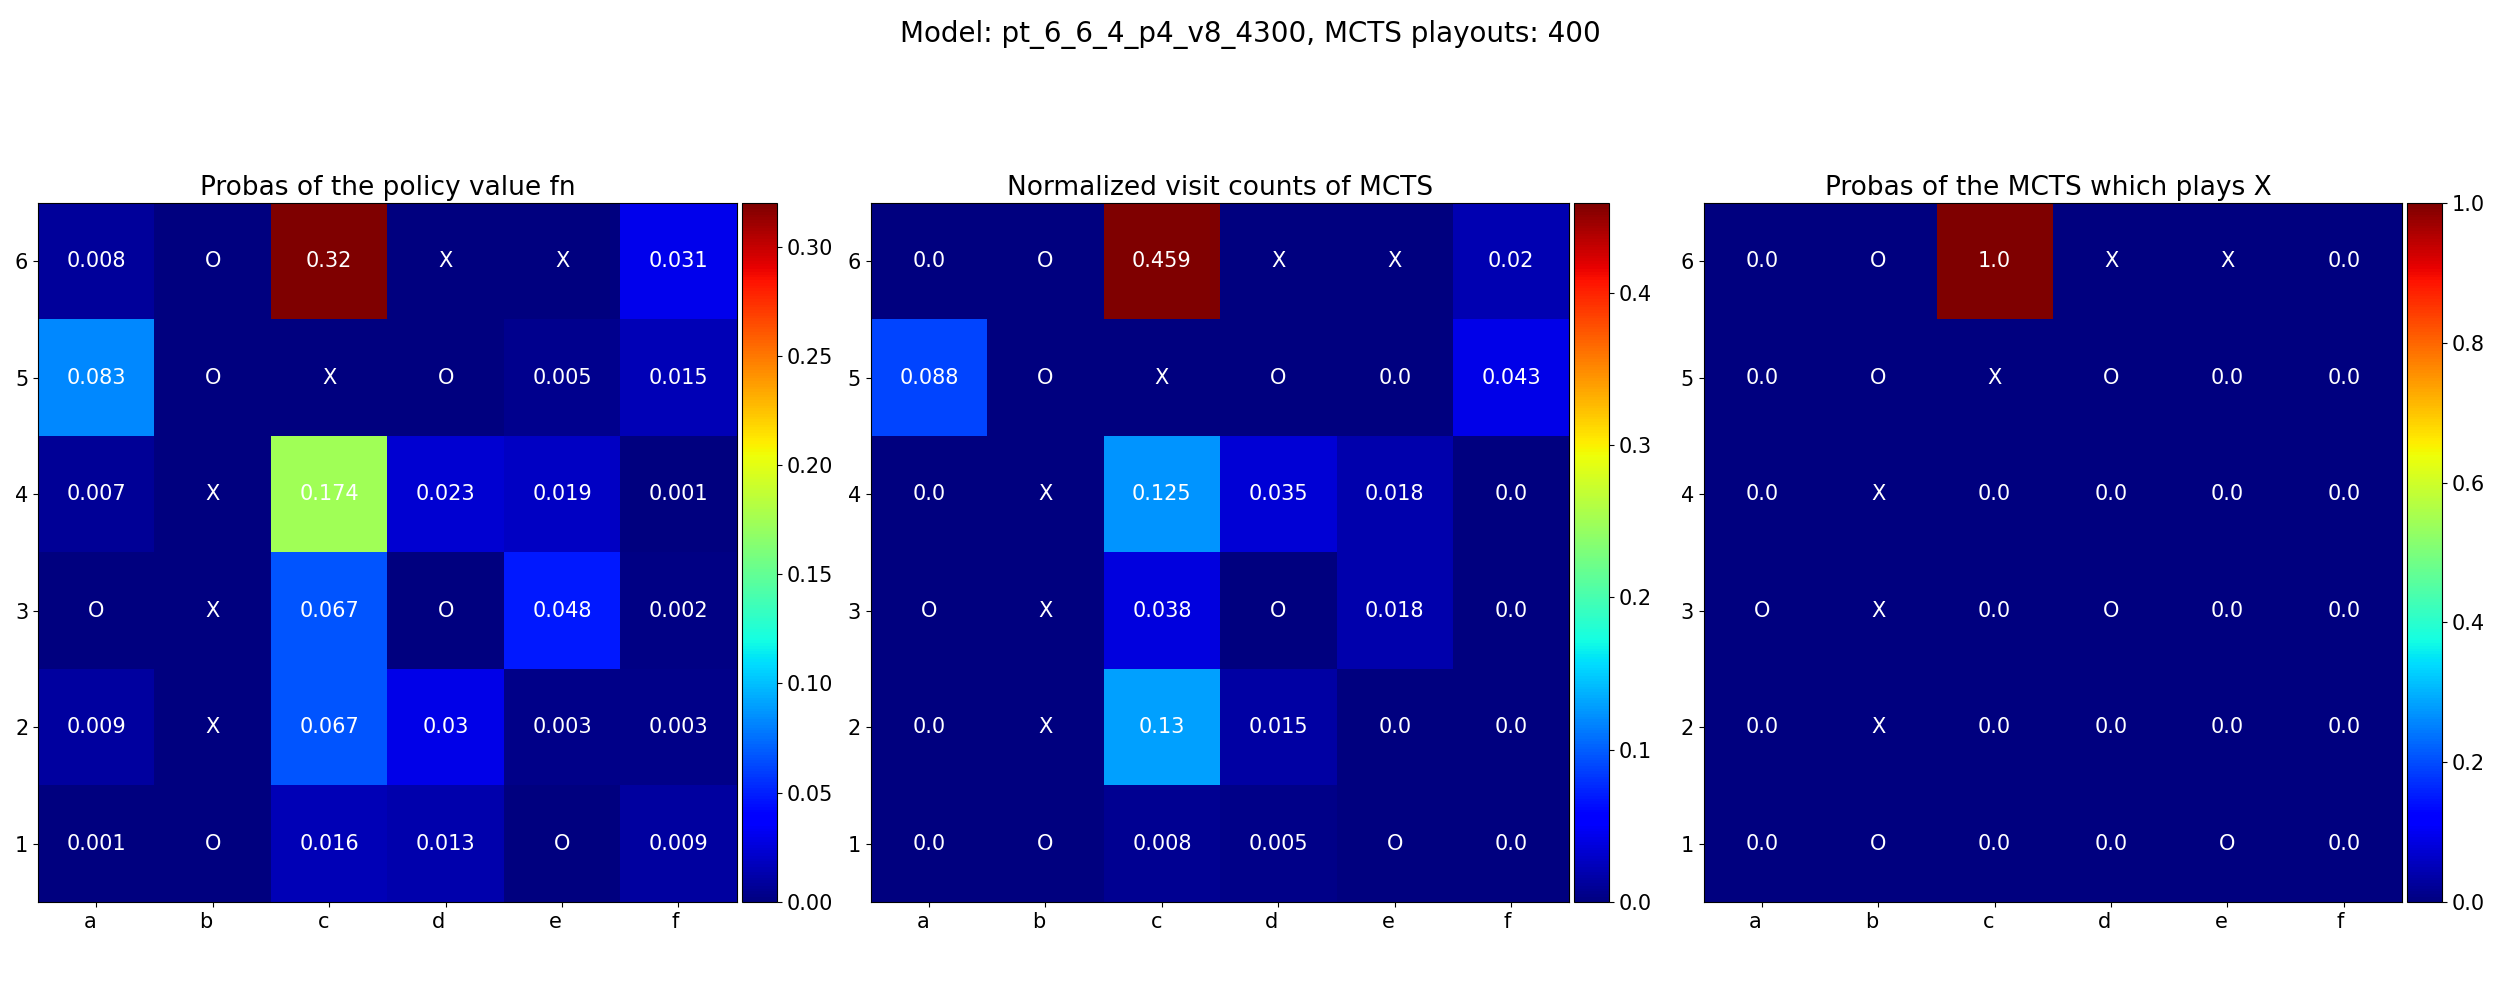 Model: pt_6_6_4_p4_v8_4300, MCTS playouts: 400
Probas of the policy value fn
6 0.008 O 0.32 X X 0.031
5 0.083 O X O 0.005 0.015
4 0.007 X 0.174 0.023 0.019 0.001
3 O X 0.067 O 0.048 0.002
2 0.009 X 0.067 0.03 0.003 0.003
1 0.001 O 0.016 0.013 O 0.009
a b c d e f
0.30
0.25
0.20
0.15
0.10
0.05
0.00
Normalized visit counts of MCTS
6 0.0 O 0.459 X X 0.02
5 0.088 O X O 0.0 0.043
4 0.0 X 0.125 0.035 0.018 0.0
3 O X 0.038 O 0.018 0.0
2 0.0 X 0.13 0.015 0.0 0.0
1 0.0 O 0.008 0.005 O 0.0
a b c d e f
0.4
0.3
0.2
0.1
0.0
Probas of the MCTS which plays X
6 0.0 O 1.0 X X 0.0
5 0.0 O X O 0.0 0.0
4 0.0 X 0.0 0.0 0.0 0.0
3 O X 0.0 O 0.0 0.0
2 0.0 X 0.0 0.0 0.0 0.0
1 0.0 O 0.0 0.0 O 0.0
a b c d e f
1.0
0.8
0.6
0.4
0.2
0.0